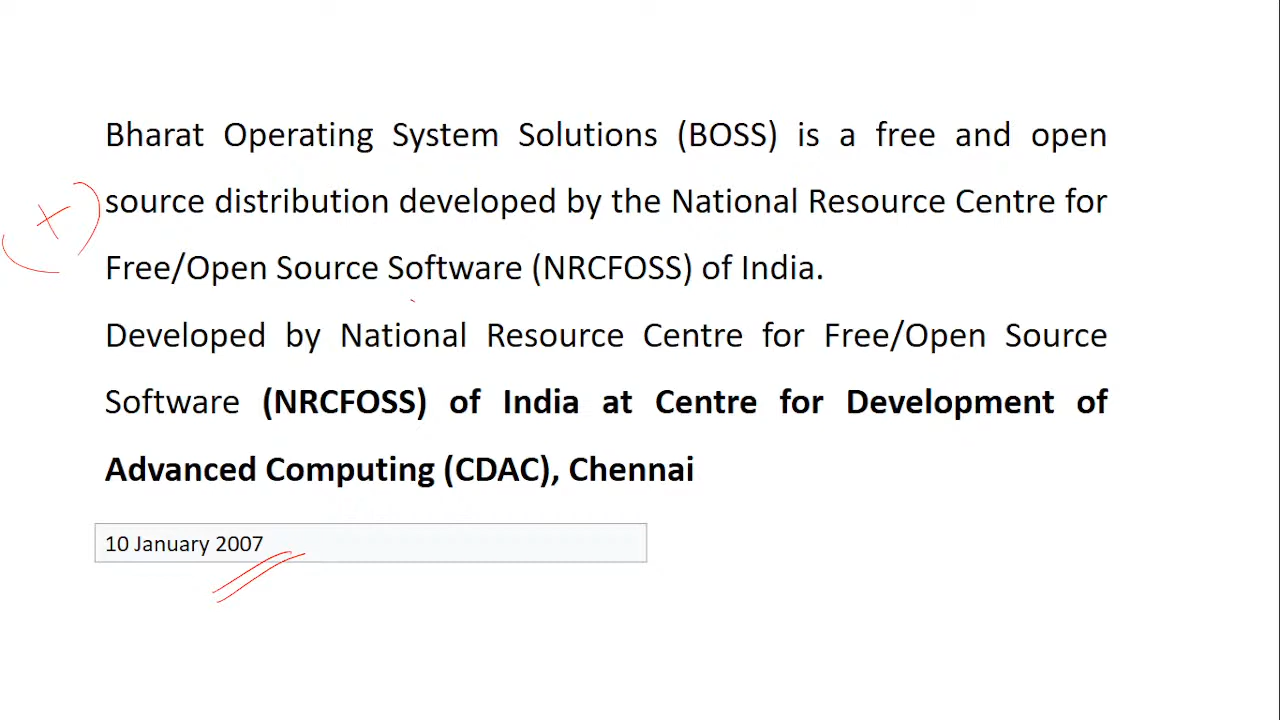 Bharat Operating System Solutions (BOSS) is a free and open
source distribution developed by the National Resource Centre for
Free/Open Source Software (NRCFOSS) of India.
Developed by National Resource Centre for Free/Open Source
Software (NRCFOSS) of India at Centre for Development of
Advanced Computing (CDAC), Chennai
10 January 2007